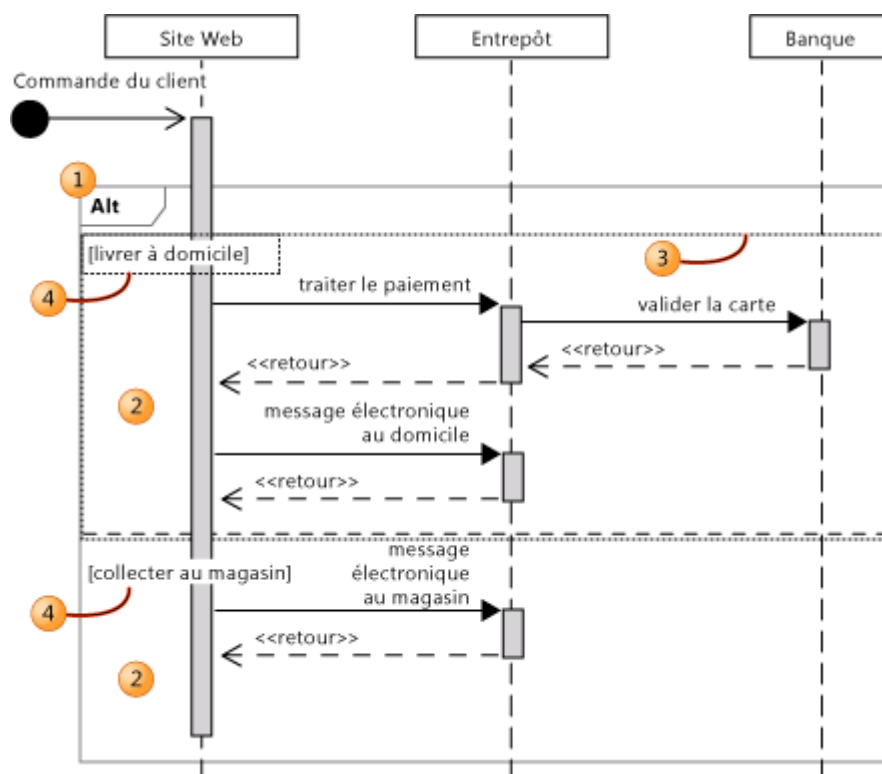 Site Web
Entrepôt
Banque
Commande du client
1
Alt
[livrer à domicile]
3
4
traiter le paiement
valider la carte
<<retour>>
<<retour>>
2
message électronique
au domicile
<<retour>>
message
[collecter au magasin]
électronique
au magasin
4
<<retour>>
2